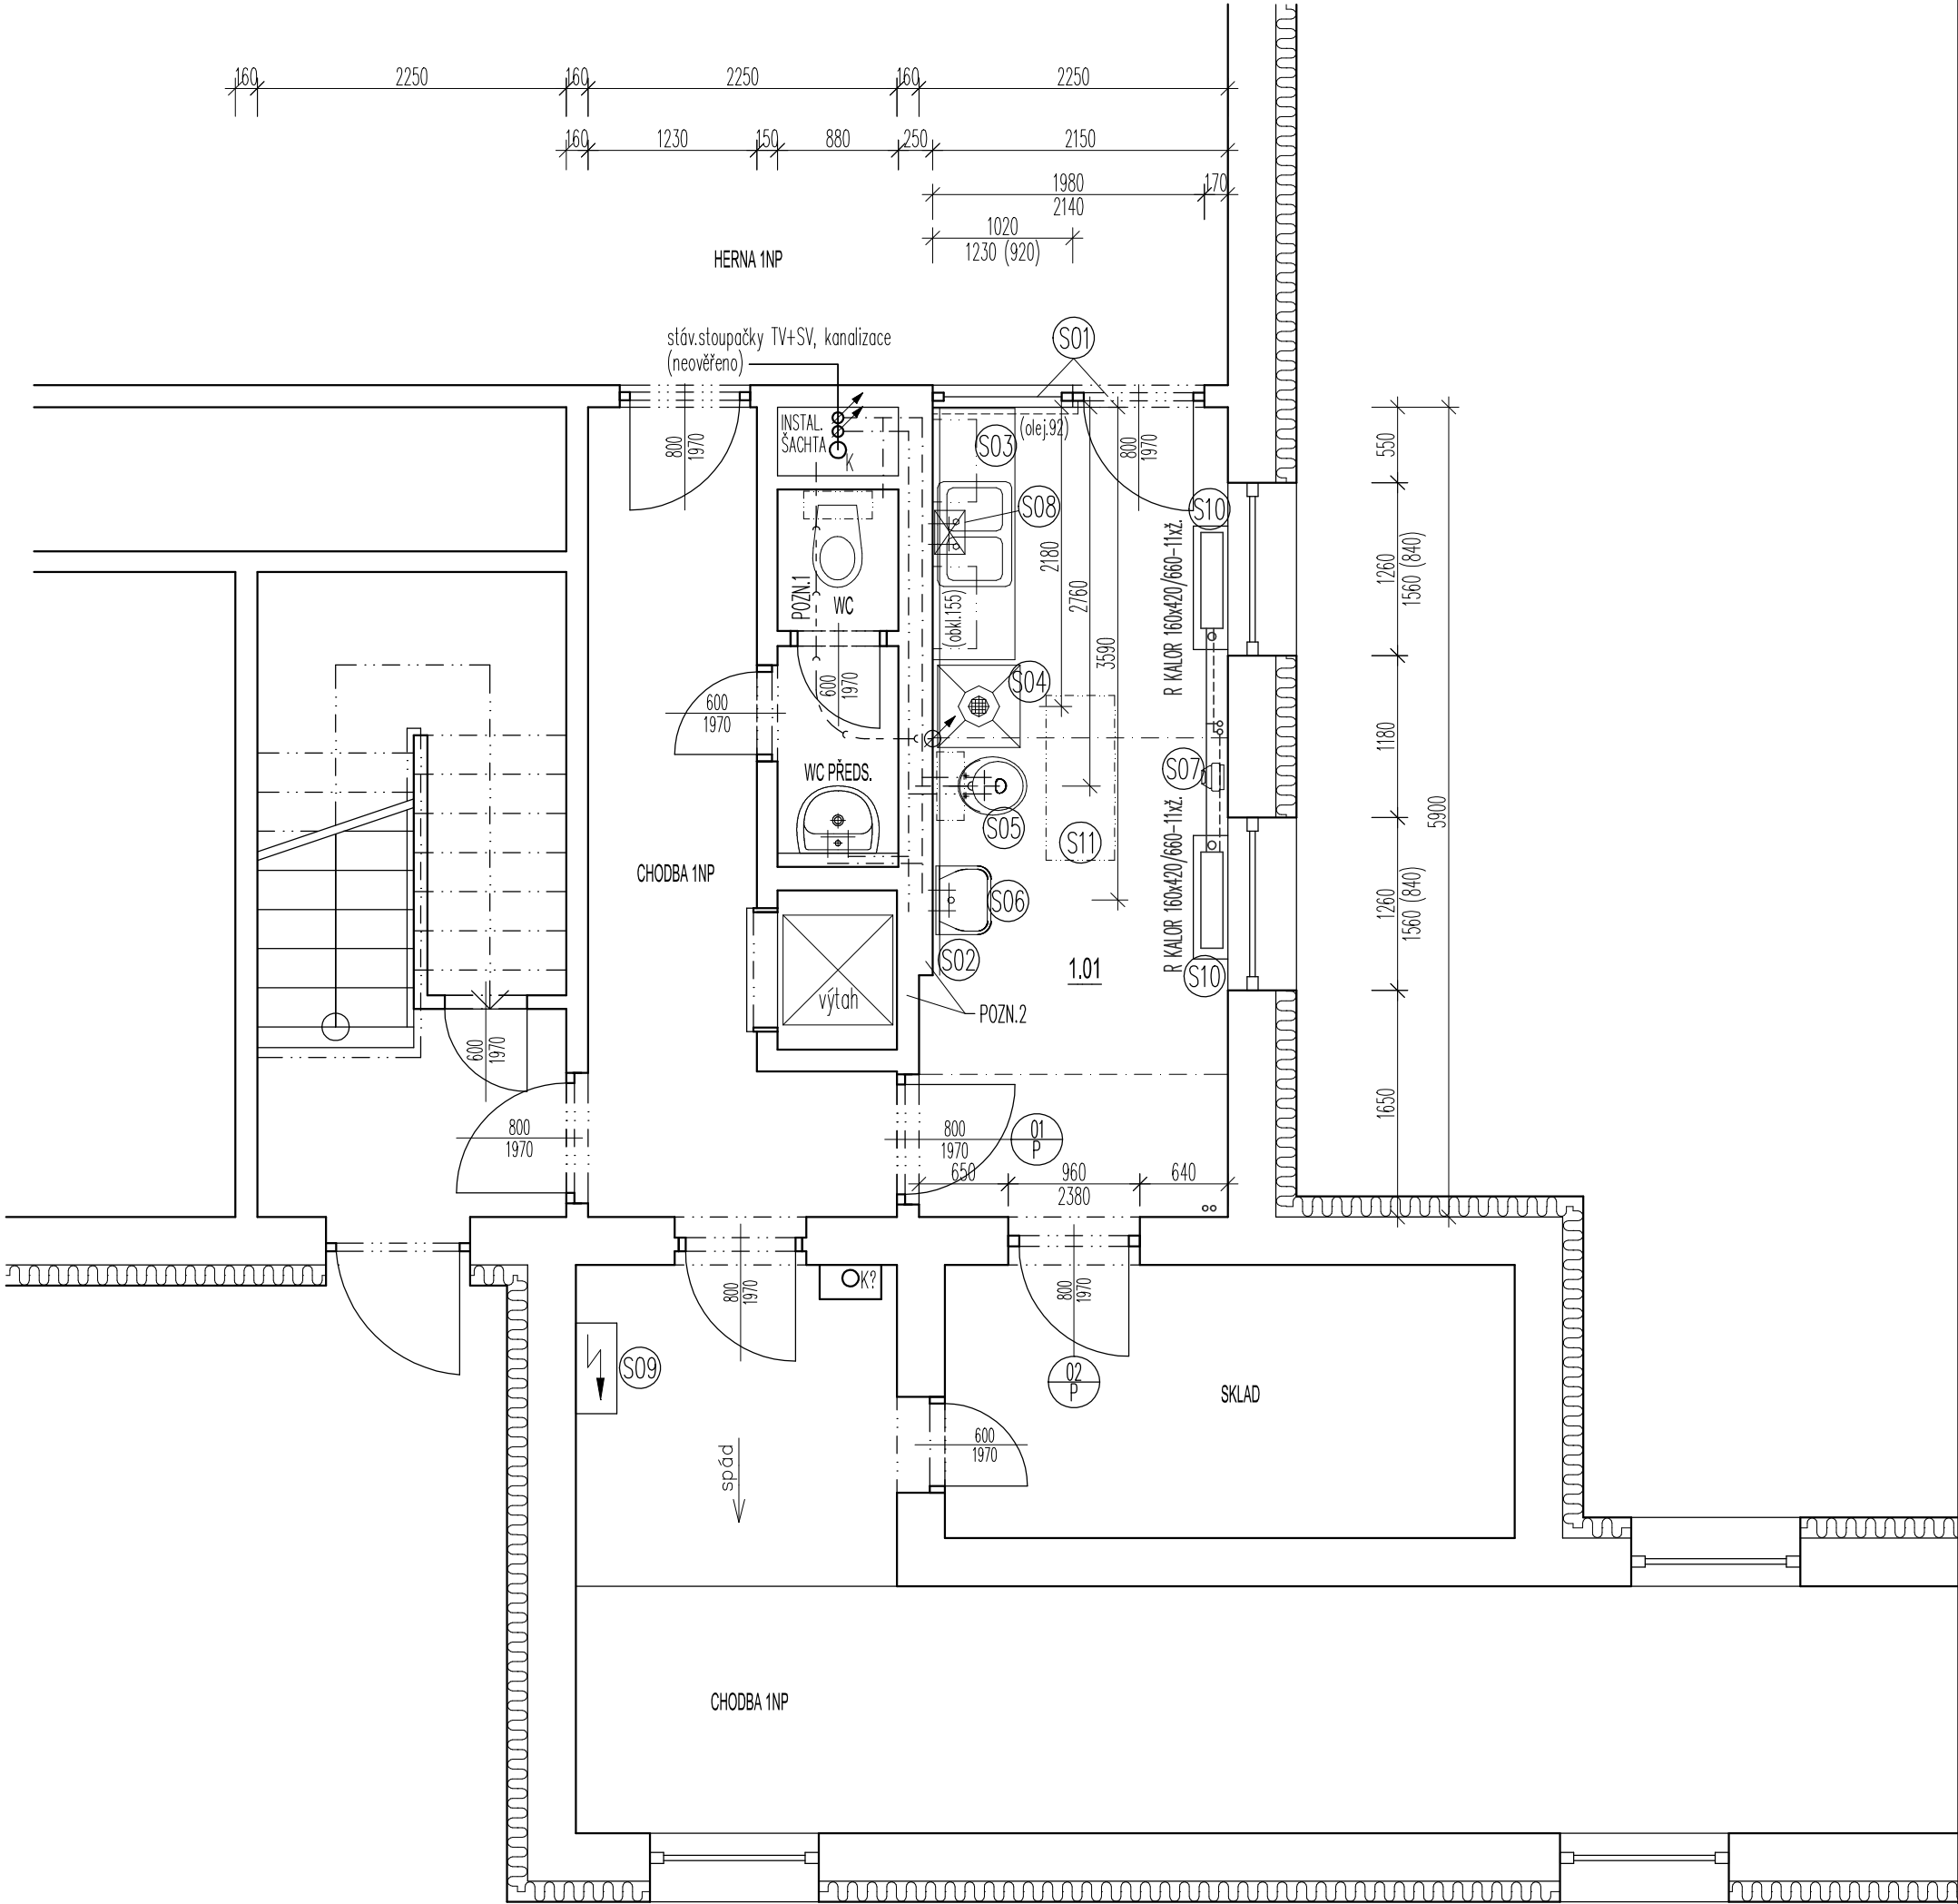 160
2250
160
2250
160
2250
160
1230
150
880
250
2150
1980
170
2140
1020
1230 (920)
HERNA 1NP
stáv.stoupačky TV+SV, kanalizace
(neověřeno)
S01
INSTAL.
ŠACHTA
K
(olej.92)
S03
800
1970
800
1970
550
S08
S10
2180
2760
3590
R KALOR 160x420/660-11xž.
1260
1560 (840)
POZN.1
WC
(obkl.155)
S04
600
1970
600
1970
1180
5900
WC PŘEDS.
S07
S05
S11
R KALOR 160x420/660-11xž.
CHODBA 1NP
S06
1260
1560 (840)
S02
1.01
S10
výtah
POZN.2
600
1970
1650
800
1970
800
1970
01
P
650
960
640
2380
K?
800
1970
800
1970
S09
02
P
SKLAD
600
1970
spád
CHODBA 1NP